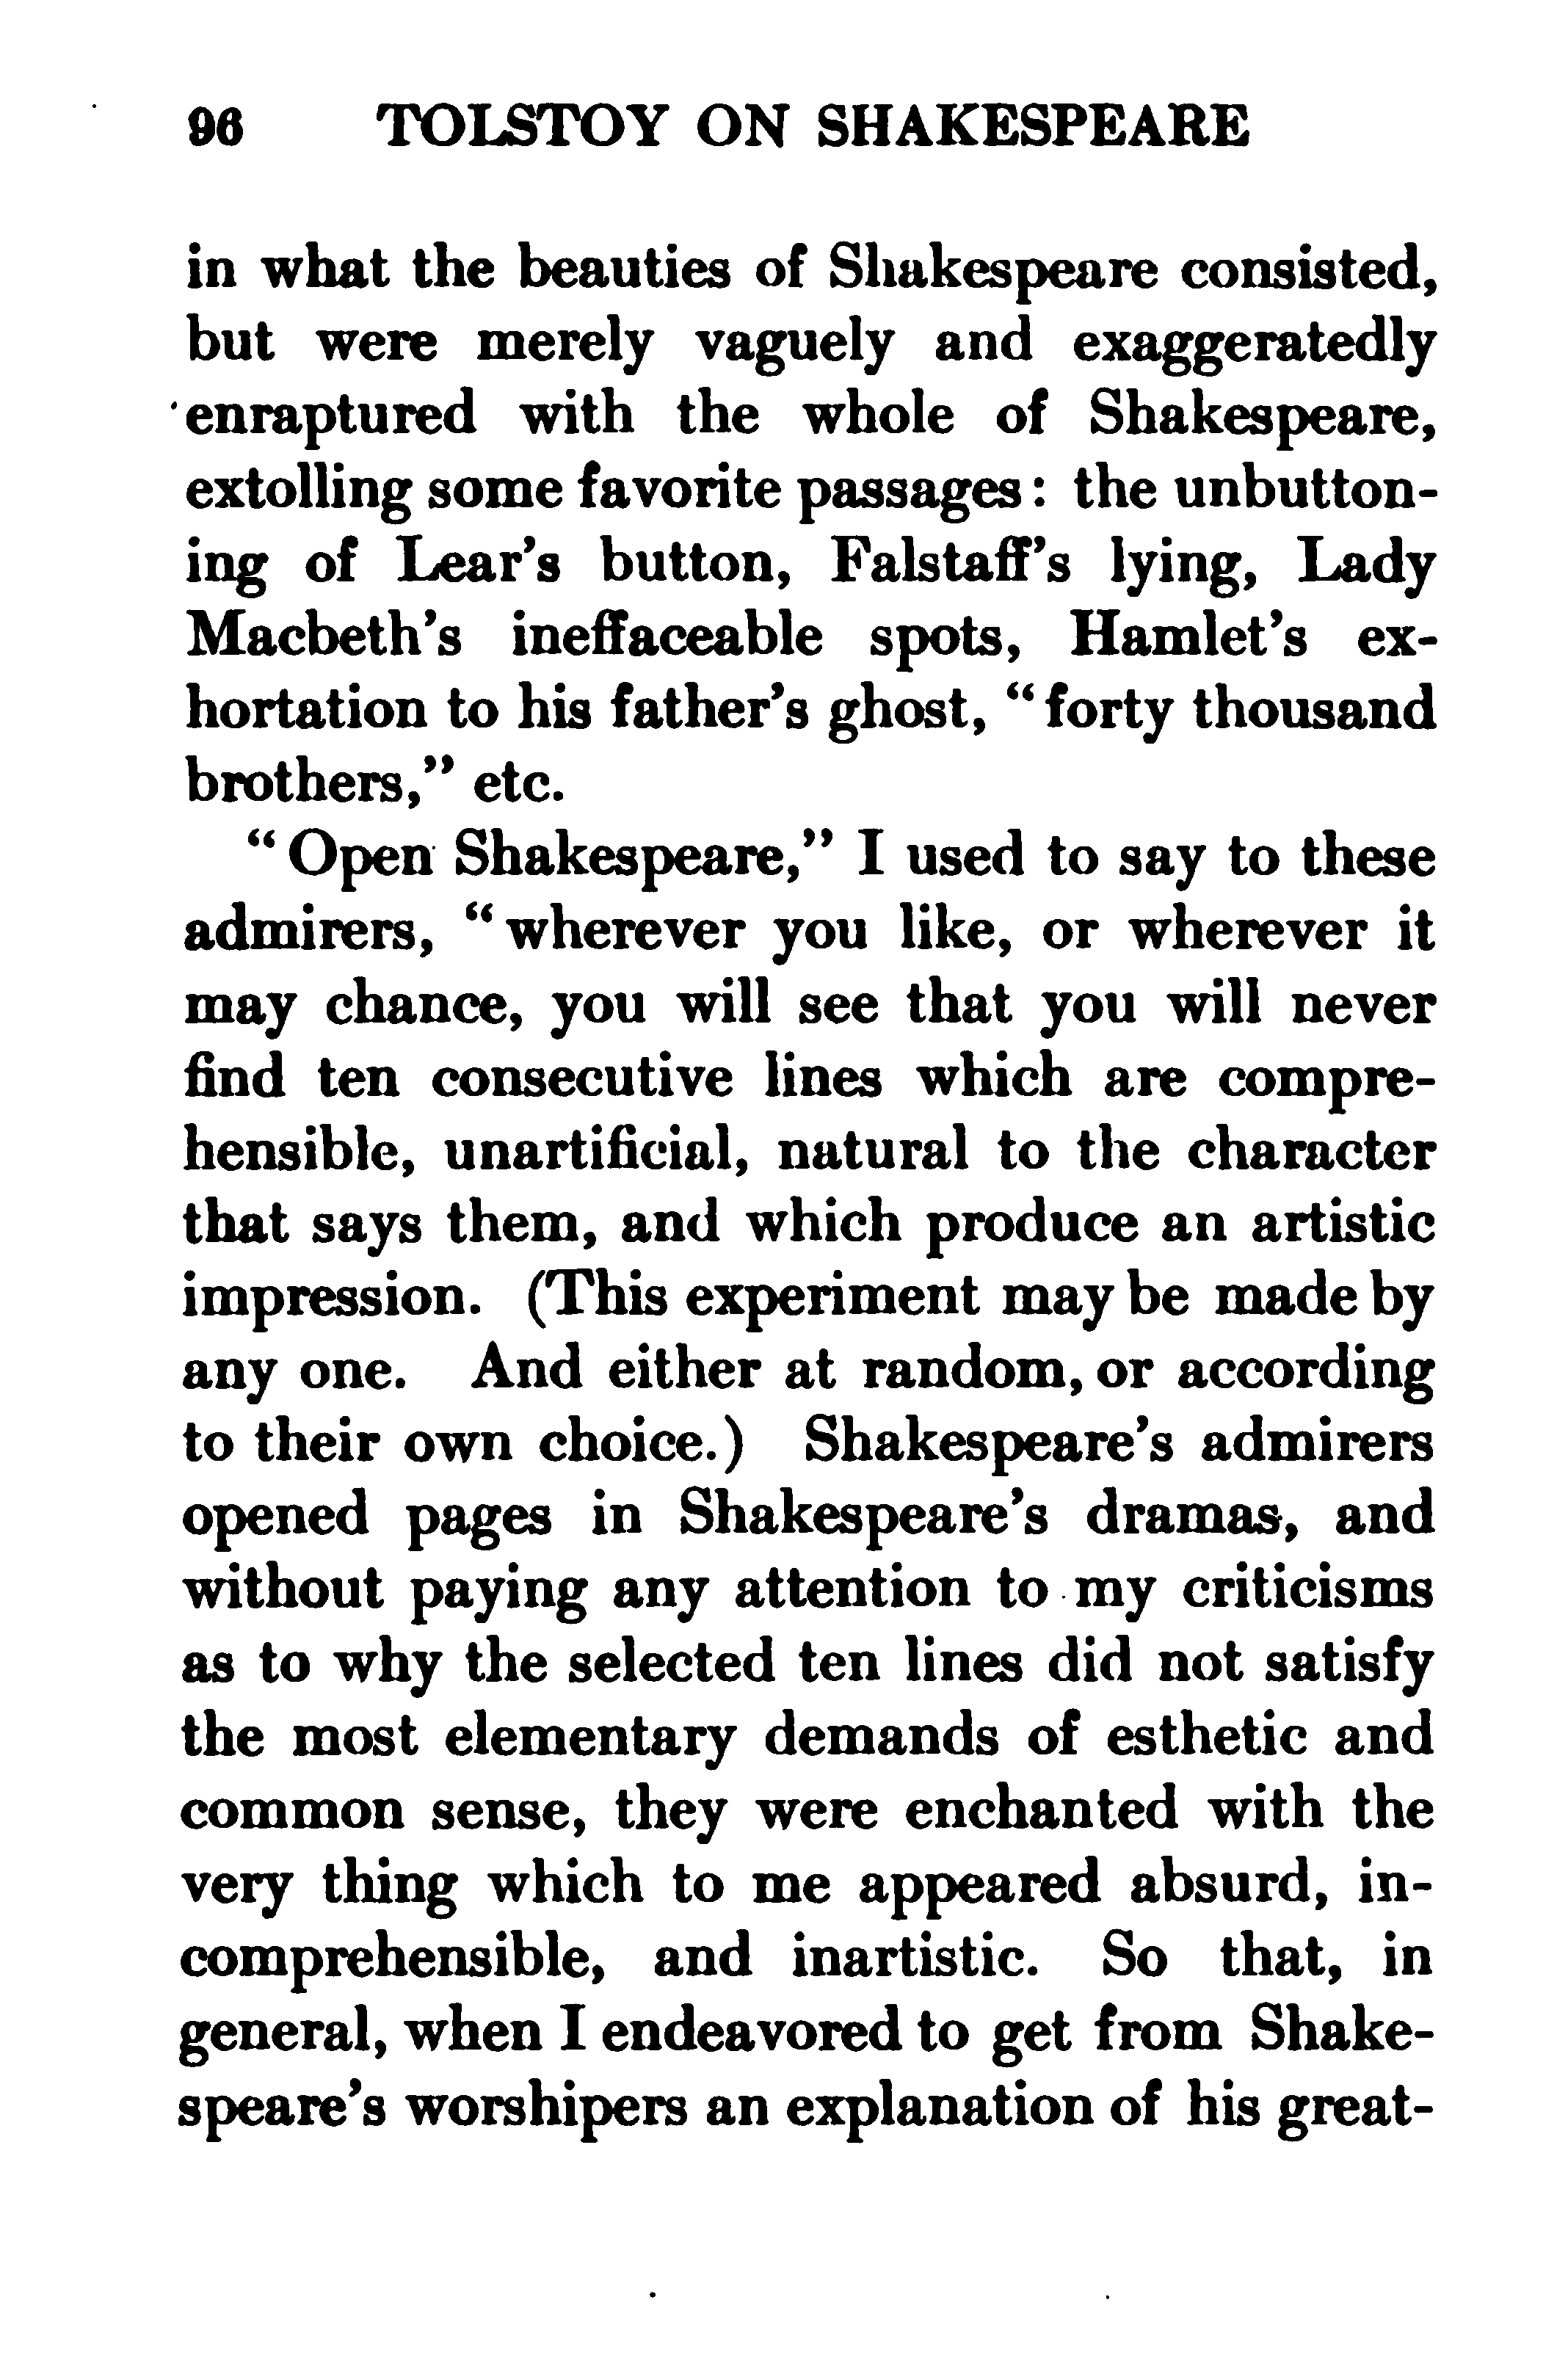 96 TOLSTOY ON SHAKESPEARE
in what the beauties of Shakespeare consisted,
but were merely vaguely and exaggeratedly
enraptured with the whole of Shakespeare,
extolling some favorite passages: the unbutton-
ing of Lear's button, Falstaff's lying, Lady
Macbeth's ineffaceable spots, Hamlet's ex-
hortation to his father's ghost, "forty thousand
brothers," etc.
"Open Shakespeare," I used to say to these
admirers, "wherever you like, or wherever it
may chance, you will see that you will never
find ten consecutive lines which are compre-
hensible, unartificial, natural to the character
that says them, and which produce an artistic
impression. (This experiment may be made by
any one. And either at random, or according
to their own choice.) Shakespeare's admirers
opened pages in Shakespeare's dramas, and
without paying any attention to my criticisms
as to why the selected ten lines did not satisfy
the most elementary demands of esthetic and
common sense, they were enchanted with the
very thing which to me appeared absurd, in-
comprehensible, and inartistic. So that, in
general, when I endeavored to get from Shake-
speare's worshipers an explanation of his great-